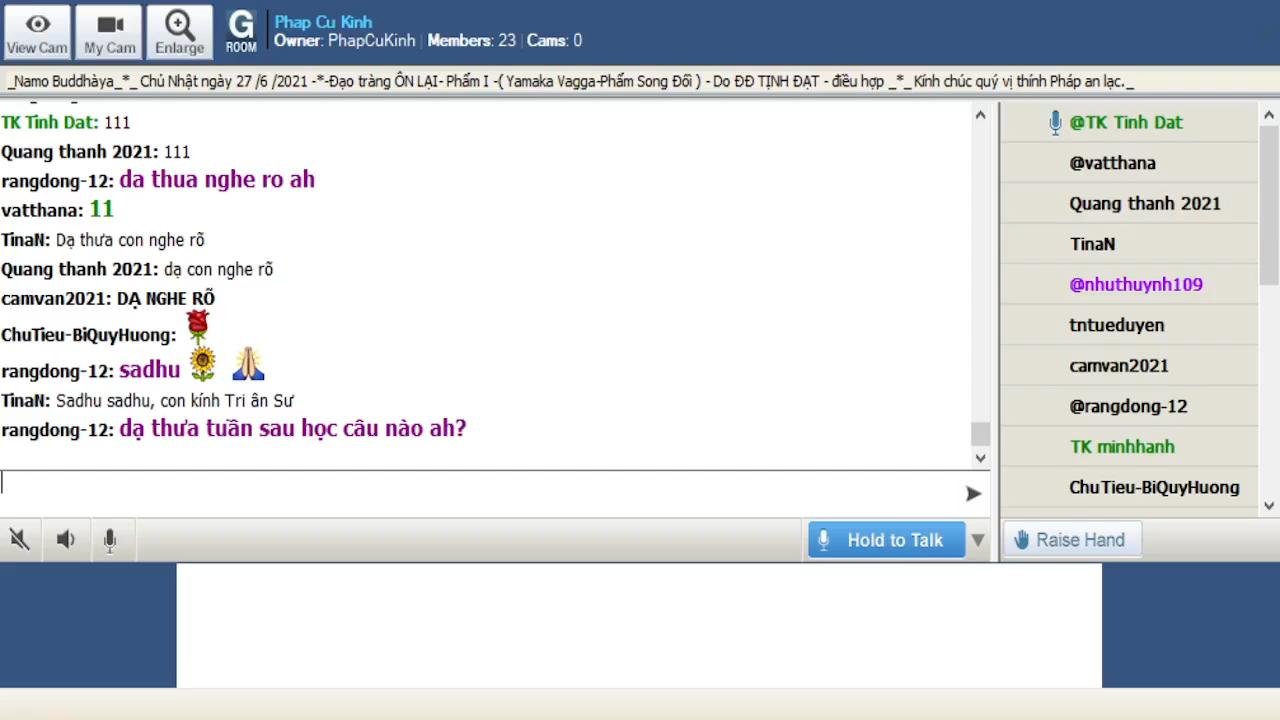 View Cam
My Cam
Enlarge
G
ROOM
Phap Cu Kinh
Owner: PhapCuKinh | Members: 23 | Cams: 0
_Namo Buddhàya_*_ Chủ Nhật ngày 27 /6 /2021 -*-Đạo tràng ÔN LẠI- Phẩm I -( Yamaka Vagga-Phẩm Song Đối ) - Do ĐĐ TỊNH ĐẠT - điều hợp _*_ Kính chúc quý vị thính Pháp an lạc._
TK Tinh Dat: 111
Quang thanh 2021: 111
rangdong-12: da thua nghe ro ah
vatthana: 11
TinaN: Dạ thưa con nghe rõ
Quang thanh 2021: dạ con nghe rõ
camvan2021: DẠ NGHE RÕ
ChuTieu-BiQuyHuong:
rangdong-12: sadhu
TinaN: Sadhu sadhu, con kính Tri ân Sư
rangdong-12: dạ thưa tuần sau học câu nào ah?
@TK Tinh Dat
@vatthana
Quang thanh 2021
TinaN
@nhuthuynh109
tntueduyen
camvan2021
@rangdong-12
TK minhhanh
ChuTieu-BiQuyHuong
Hold to Talk
Raise Hand